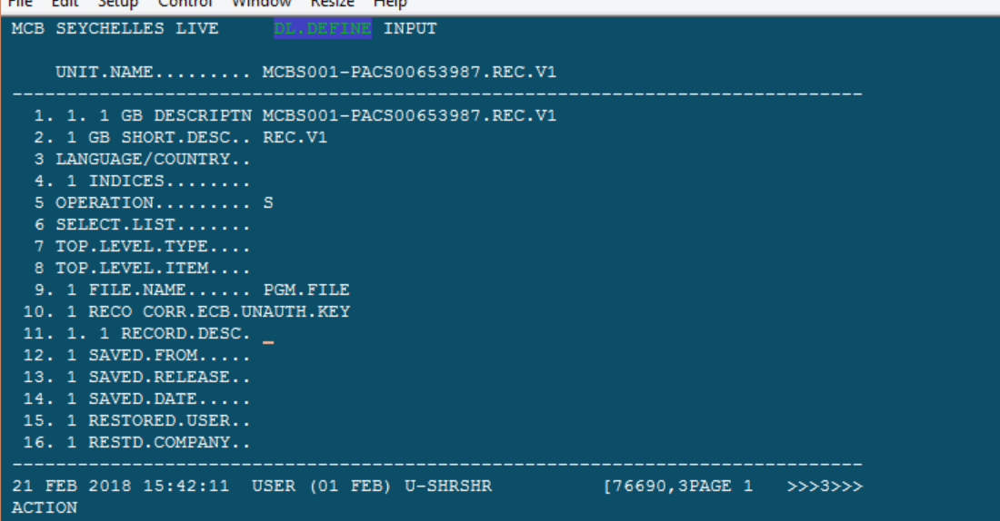 File Edit Setup Control Window Resize Help
MCB SEYCHELLES LIVE DL.DEFINE INPUT
UNIT.NAME......... MCBS001-PACS00653987.REC.V1
------------------------------------------------------------------------------
1. 1. 1 GB DESCRIPTN MCBS001-PACS00653987.REC.V1
2. 1 GB SHORT.DESC.. REC.V1
3 LANGUAGE/COUNTRY..
4. 1 INDICES........
5 OPERATION......... S
6 SELECT.LIST.......
7 TOP.LEVEL.TYPE....
8 TOP.LEVEL.ITEM....
9. 1 FILE.NAME...... PGM.FILE
10. 1 RECO CORR.ECB.UNAUTH.KEY
11. 1. 1 RECORD.DESC. _
12. 1 SAVED.FROM.....
13. 1 SAVED.RELEASE..
14. 1 SAVED.DATE.....
15. 1 RESTORED.USER..
16. 1 RESTD.COMPANY..
------------------------------------------------------------------------------
21 FEB 2018 15:42:11 USER (01 FEB) U-SHRSHR [76690,3PAGE 1 >>>3>>>
ACTION